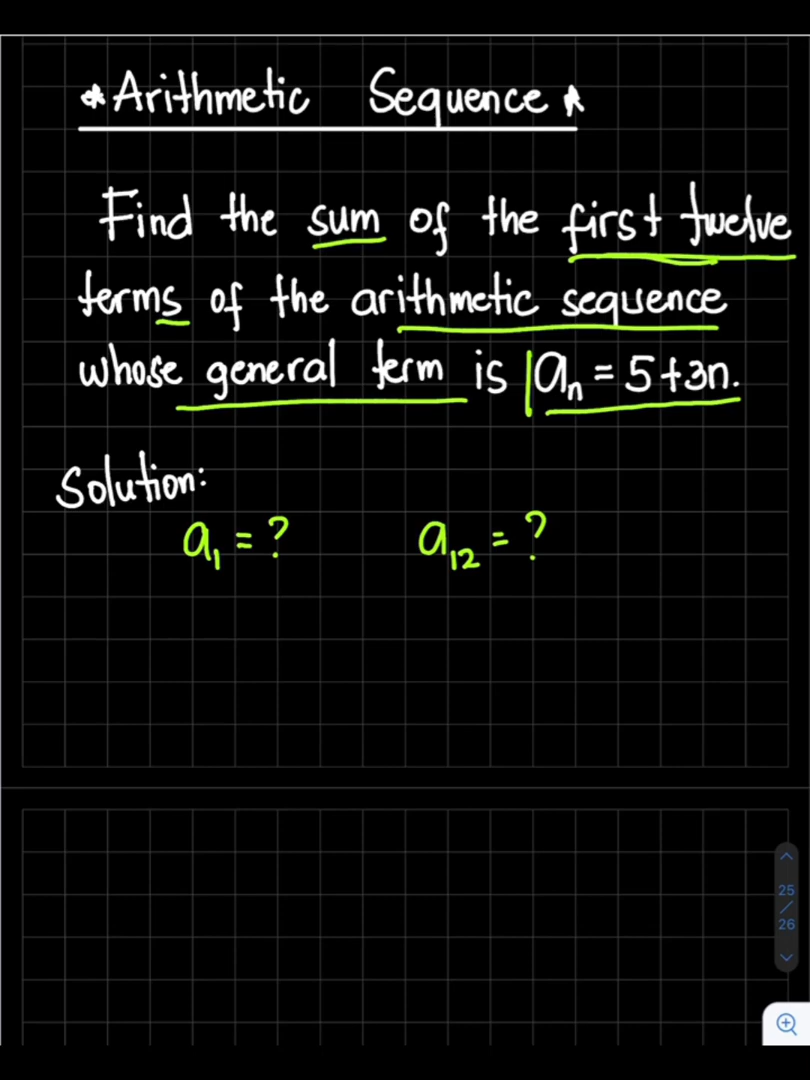 *Arithmetic Sequence*
Find the sum of the first twelve
terms of the arithmetic sequence
whose general term is |aₙ = 5+3n.
Solution:
a₁ = ? a₁₂ = ?
25
/
26